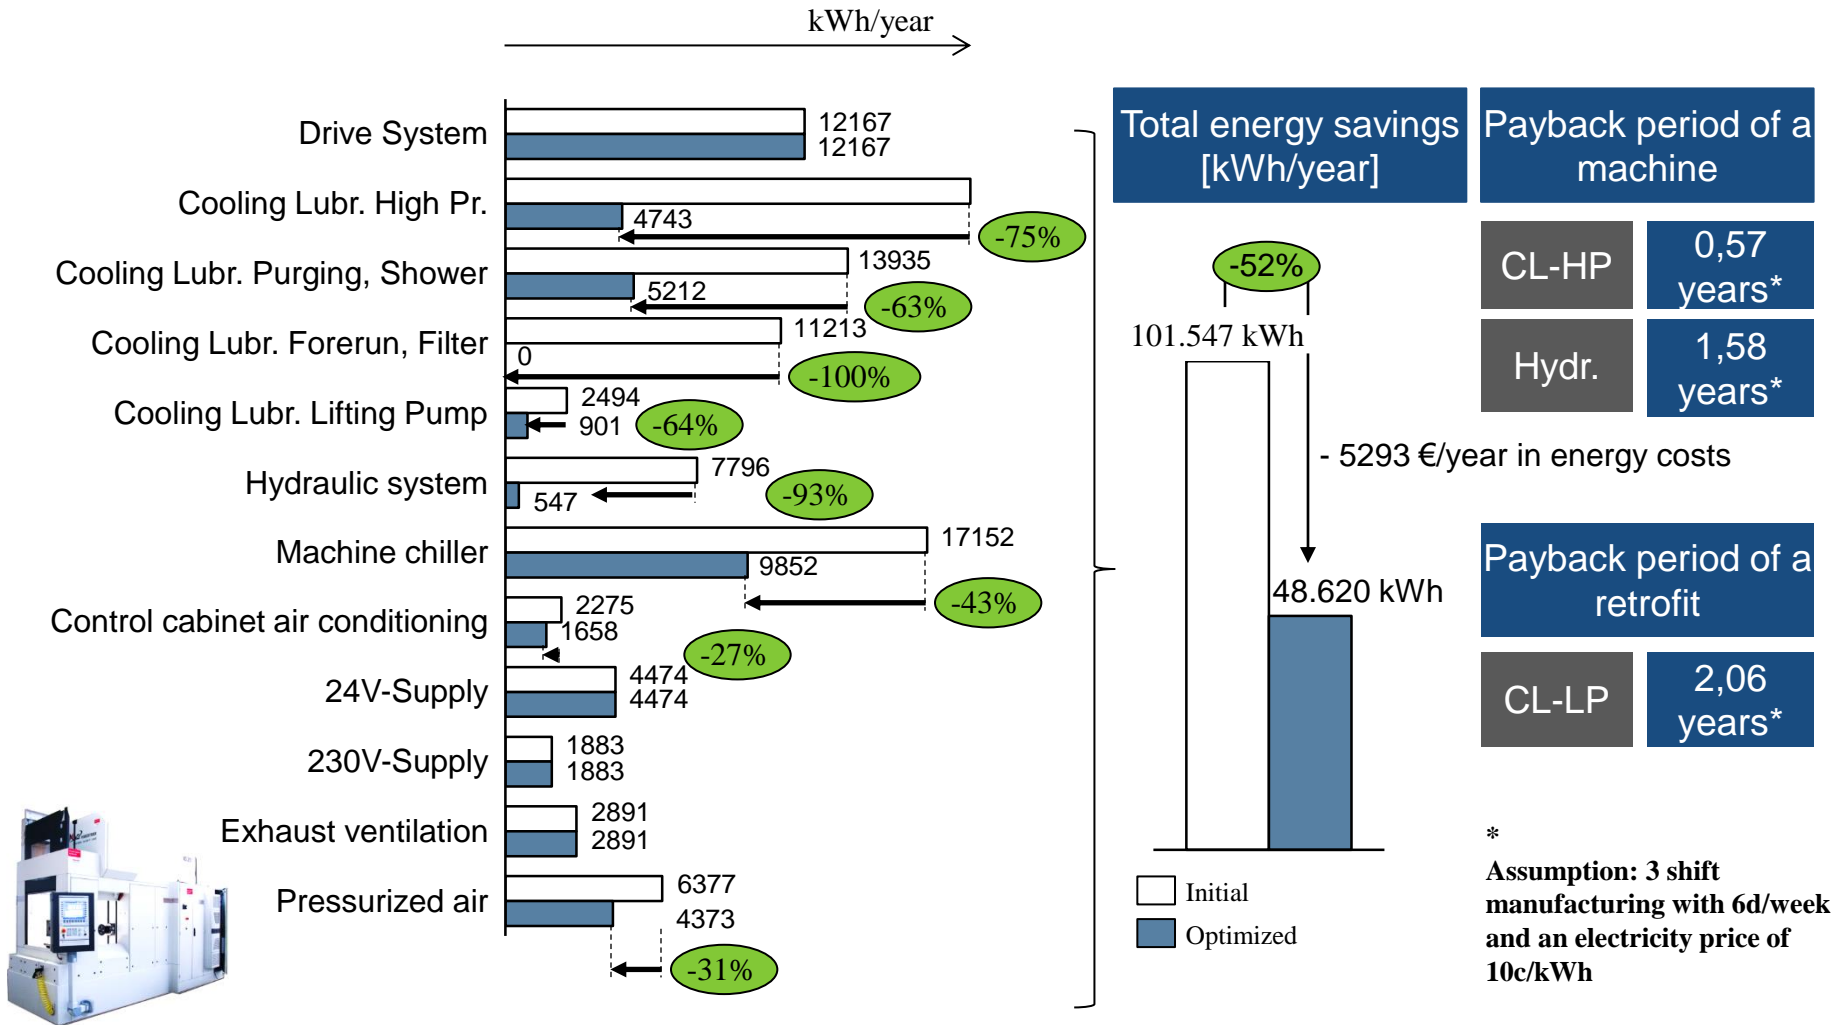 kWh/year
Drive System
12167
12167
Cooling Lubr. High Pr.
4743
-75%
Cooling Lubr. Purging, Shower
13935
5212
-63%
Cooling Lubr. Forerun, Filter
11213
0
-100%
Cooling Lubr. Lifting Pump
2494
901
-64%
Hydraulic system
7796
547
-93%
Machine chiller
17152
9852
-43%
Control cabinet air conditioning
2275
1658
-27%
24V-Supply
4474
4474
230V-Supply
1883
1883
Exhaust ventilation
2891
2891
Pressurized air
6377
4373
-31%
Total energy savings
[kWh/year]
-52%
101.547 kWh
- 5293 €/year in energy costs
48.620 kWh
Initial
Optimized
Payback period of a
machine
CL-HP
0,57
years*
Hydr.
1,58
years*
Payback period of a
retrofit
CL-LP
2,06
years*
*
Assumption: 3 shift
manufacturing with 6d/week
and an electricity price of
10c/kWh